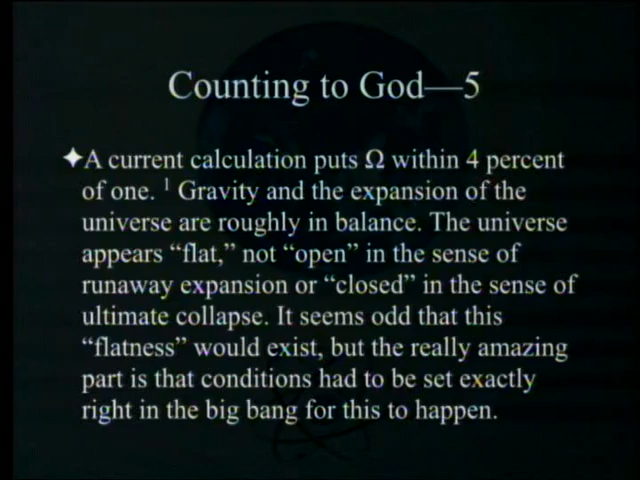 Counting to God—5
✦A current calculation puts Ω within 4 percent
of one. ¹ Gravity and the expansion of the
universe are roughly in balance. The universe
appears “flat,” not “open” in the sense of
runaway expansion or “closed” in the sense of
ultimate collapse. It seems odd that this
“flatness” would exist, but the really amazing
part is that conditions had to be set exactly
right in the big bang for this to happen.